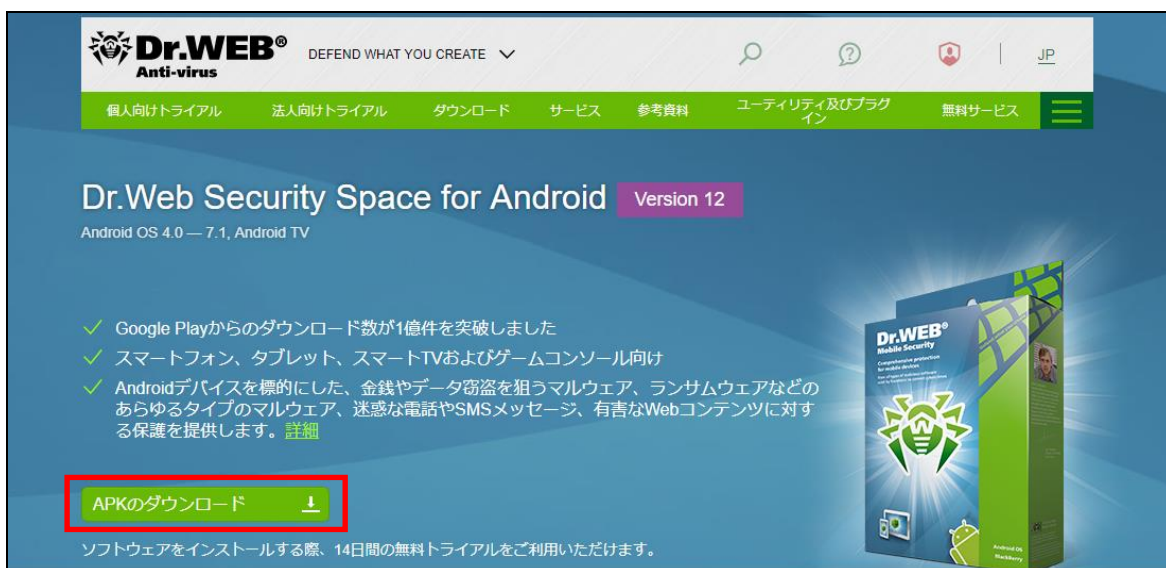 Dr.WEB®
Anti-virus
DEFEND WHAT YOU CREATE
JP
個人向けトライアル
法人向けトライアル
ダウンロード
サービス
参考資料
ユーティリティ及びプラグ
イン
無料サービス
Dr.Web Security Space for Android
Version 12
Android OS 4.0 — 7.1, Android TV
Google Playからのダウンロード数が1億件を突破しました
スマートフォン、タブレット、スマートTVおよびゲームコンソール向け
Androidデバイスを標的にした、金銭やデータ窃盗を狙うマルウェア、ランサムウェアなどの
あらゆるタイプのマルウェア、迷惑な電話やSMSメッセージ、有害なWebコンテンツに対す
る保護を提供します。詳細
Dr.WEB®
Mobile Security
Comprehensive protection
for mobile devices
APKのダウンロード
Android OS
BlackBerry
ソフトウェアをインストールする際、14日間の無料トライアルをご利用いただけます。